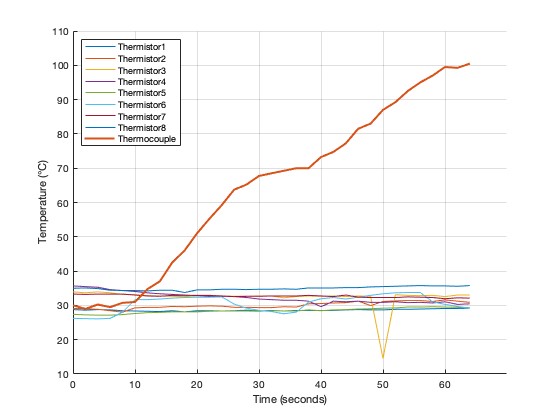 110
100
90
80
70
60
50
40
30
20
10
Temperature (°C)
Thermistor1
Thermistor2
Thermistor3
Thermistor4
Thermistor5
Thermistor6
Thermistor7
Thermistor8
Thermocouple
0 10 20 30 40 50 60
Time (seconds)